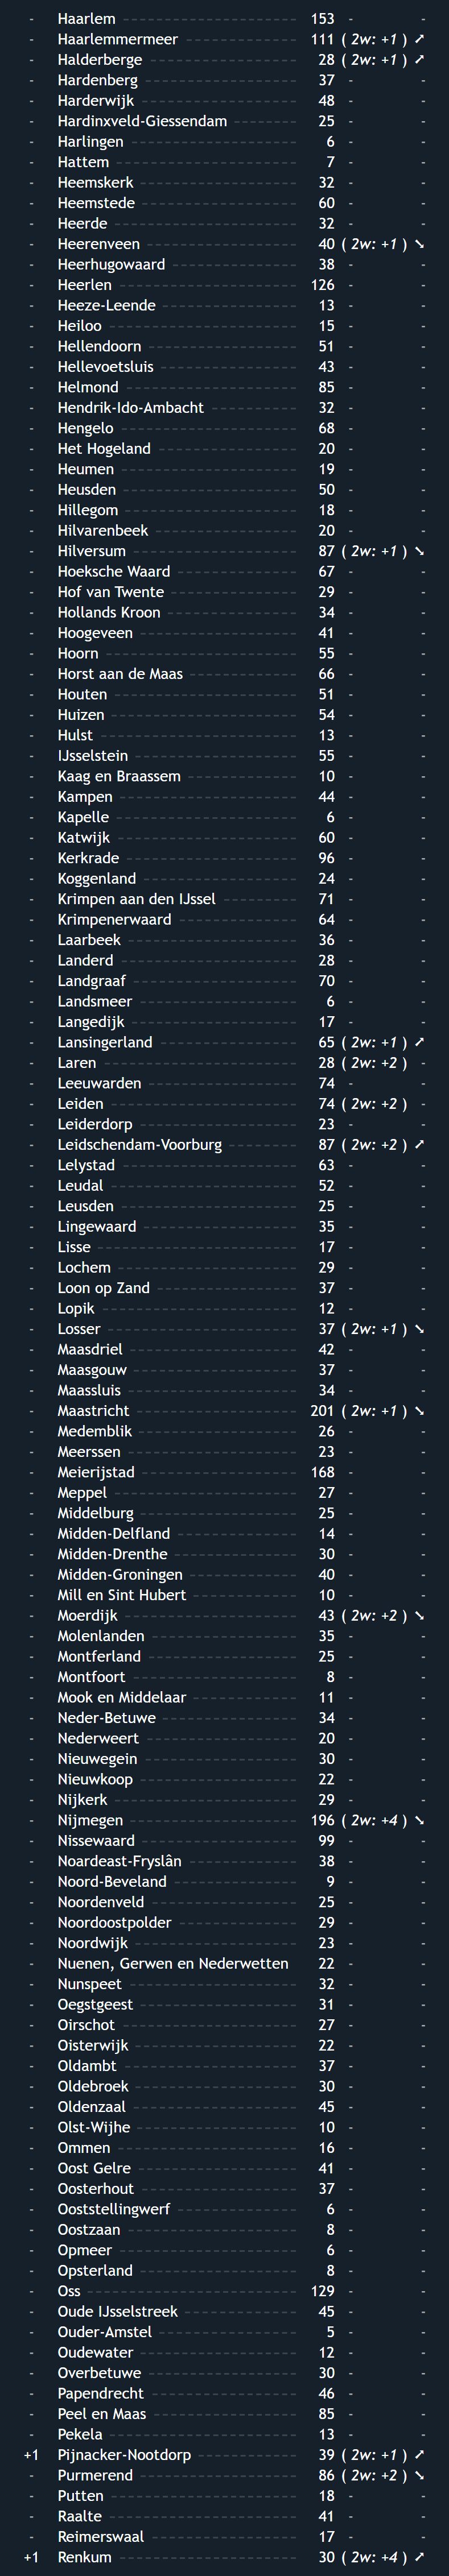 - Haarlem 153 - -
- Haarlemmermeer 111 ( 2w: +1 ) ➚
- Halderberge 28 ( 2w: +1 ) ➚
- Hardenberg 37 - -
- Harderwijk 48 - -
- Hardinxveld-Giessendam 25 - -
- Harlingen 6 - -
- Hattem 7 - -
- Heemskerk 32 - -
- Heemstede 60 - -
- Heerde 32 - -
- Heerenveen 40 ( 2w: +1 ) ➘
- Heerhugowaard 38 - -
- Heerlen 126 - -
- Heeze-Leende 13 - -
- Heiloo 15 - -
- Hellendoorn 51 - -
- Hellevoetsluis 43 - -
- Helmond 85 - -
- Hendrik-Ido-Ambacht 32 - -
- Hengelo 68 - -
- Het Hogeland 20 - -
- Heumen 19 - -
- Heusden 50 - -
- Hillegom 18 - -
- Hilvarenbeek 20 - -
- Hilversum 87 ( 2w: +1 ) ➘
- Hoeksche Waard 67 - -
- Hof van Twente 29 - -
- Hollands Kroon 34 - -
- Hoogeveen 41 - -
- Hoorn 55 - -
- Horst aan de Maas 66 - -
- Houten 51 - -
- Huizen 54 - -
- Hulst 13 - -
- IJsselstein 55 - -
- Kaag en Braassem 10 - -
- Kampen 44 - -
- Kapelle 6 - -
- Katwijk 60 - -
- Kerkrade 96 - -
- Koggenland 24 - -
- Krimpen aan den IJssel 71 - -
- Krimpenerwaard 64 - -
- Laarbeek 36 - -
- Landerd 28 - -
- Landgraaf 70 - -
- Landsmeer 6 - -
- Langedijk 17 - -
- Lansingerland 65 ( 2w: +1 ) ➚
- Laren 28 ( 2w: +2 ) -
- Leeuwarden 74 - -
- Leiden 74 ( 2w: +2 ) -
- Leiderdorp 23 - -
- Leidschendam-Voorburg 87 ( 2w: +2 ) ➚
- Lelystad 63 - -
- Leudal 52 - -
- Leusden 25 - -
- Lingewaard 35 - -
- Lisse 17 - -
- Lochem 29 - -
- Loon op Zand 37 - -
- Lopik 12 - -
- Losser 37 ( 2w: +1 ) ➘
- Maasdriel 42 - -
- Maasgouw 37 - -
- Maassluis 34 - -
- Maastricht 201 ( 2w: +1 ) ➘
- Medemblik 26 - -
- Meerssen 23 - -
- Meierijstad 168 - -
- Meppel 27 - -
- Middelburg 25 - -
- Midden-Delfland 14 - -
- Midden-Drenthe 30 - -
- Midden-Groningen 40 - -
- Mill en Sint Hubert 10 - -
- Moerdijk 43 ( 2w: +2 ) ➘
- Molenlanden 35 - -
- Montferland 25 - -
- Montfoort 8 - -
- Mook en Middelaar 11 - -
- Neder-Betuwe 34 - -
- Nederweert 20 - -
- Nieuwegein 30 - -
- Nieuwkoop 22 - -
- Nijkerk 29 - -
- Nijmegen 196 ( 2w: +4 ) ➘
- Nissewaard 99 - -
- Noardeast-Fryslân 38 - -
- Noord-Beveland 9 - -
- Noordenveld 25 - -
- Noordoostpolder 29 - -
- Noordwijk 23 - -
- Nuenen, Gerwen en Nederwetten 22 - -
- Nunspeet 32 - -
- Oegstgeest 31 - -
- Oirschot 27 - -
- Oisterwijk 22 - -
- Oldambt 37 - -
- Oldebroek 30 - -
- Oldenzaal 45 - -
- Olst-Wijhe 10 - -
- Ommen 16 - -
- Oost Gelre 41 - -
- Oosterhout 37 - -
- Ooststellingwerf 6 - -
- Oostzaan 8 - -
- Opmeer 6 - -
- Opsterland 8 - -
- Oss 129 - -
- Oude IJsselstreek 45 - -
- Ouder-Amstel 5 - -
- Oudewater 12 - -
- Overbetuwe 30 - -
- Papendrecht 46 - -
- Peel en Maas 85 - -
- Pekela 13 - -
+1 Pijnacker-Nootdorp 39 ( 2w: +1 ) ➚
- Purmerend 86 ( 2w: +2 ) ➘
- Putten 18 - -
- Raalte 41 - -
- Reimerswaal 17 - -
+1 Renkum 30 ( 2w: +4 ) ➚